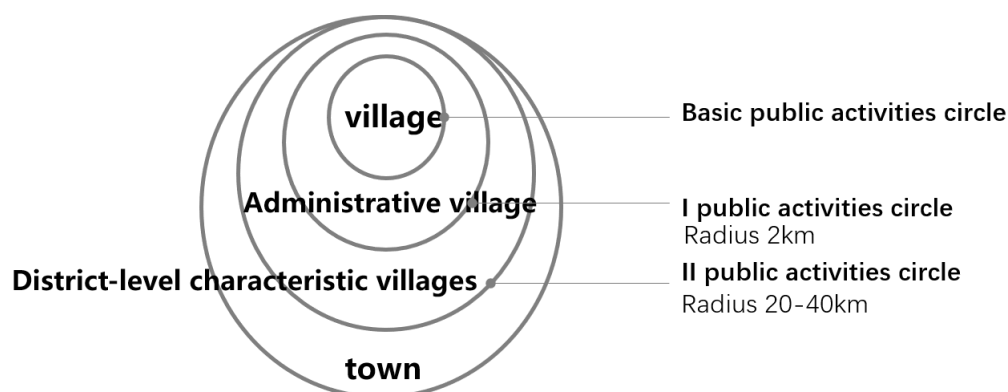 village
Basic public activities circle
Administrative village
I public activities circle
Radius 2km
District-level characteristic villages
II public activities circle
Radius 20-40km
town